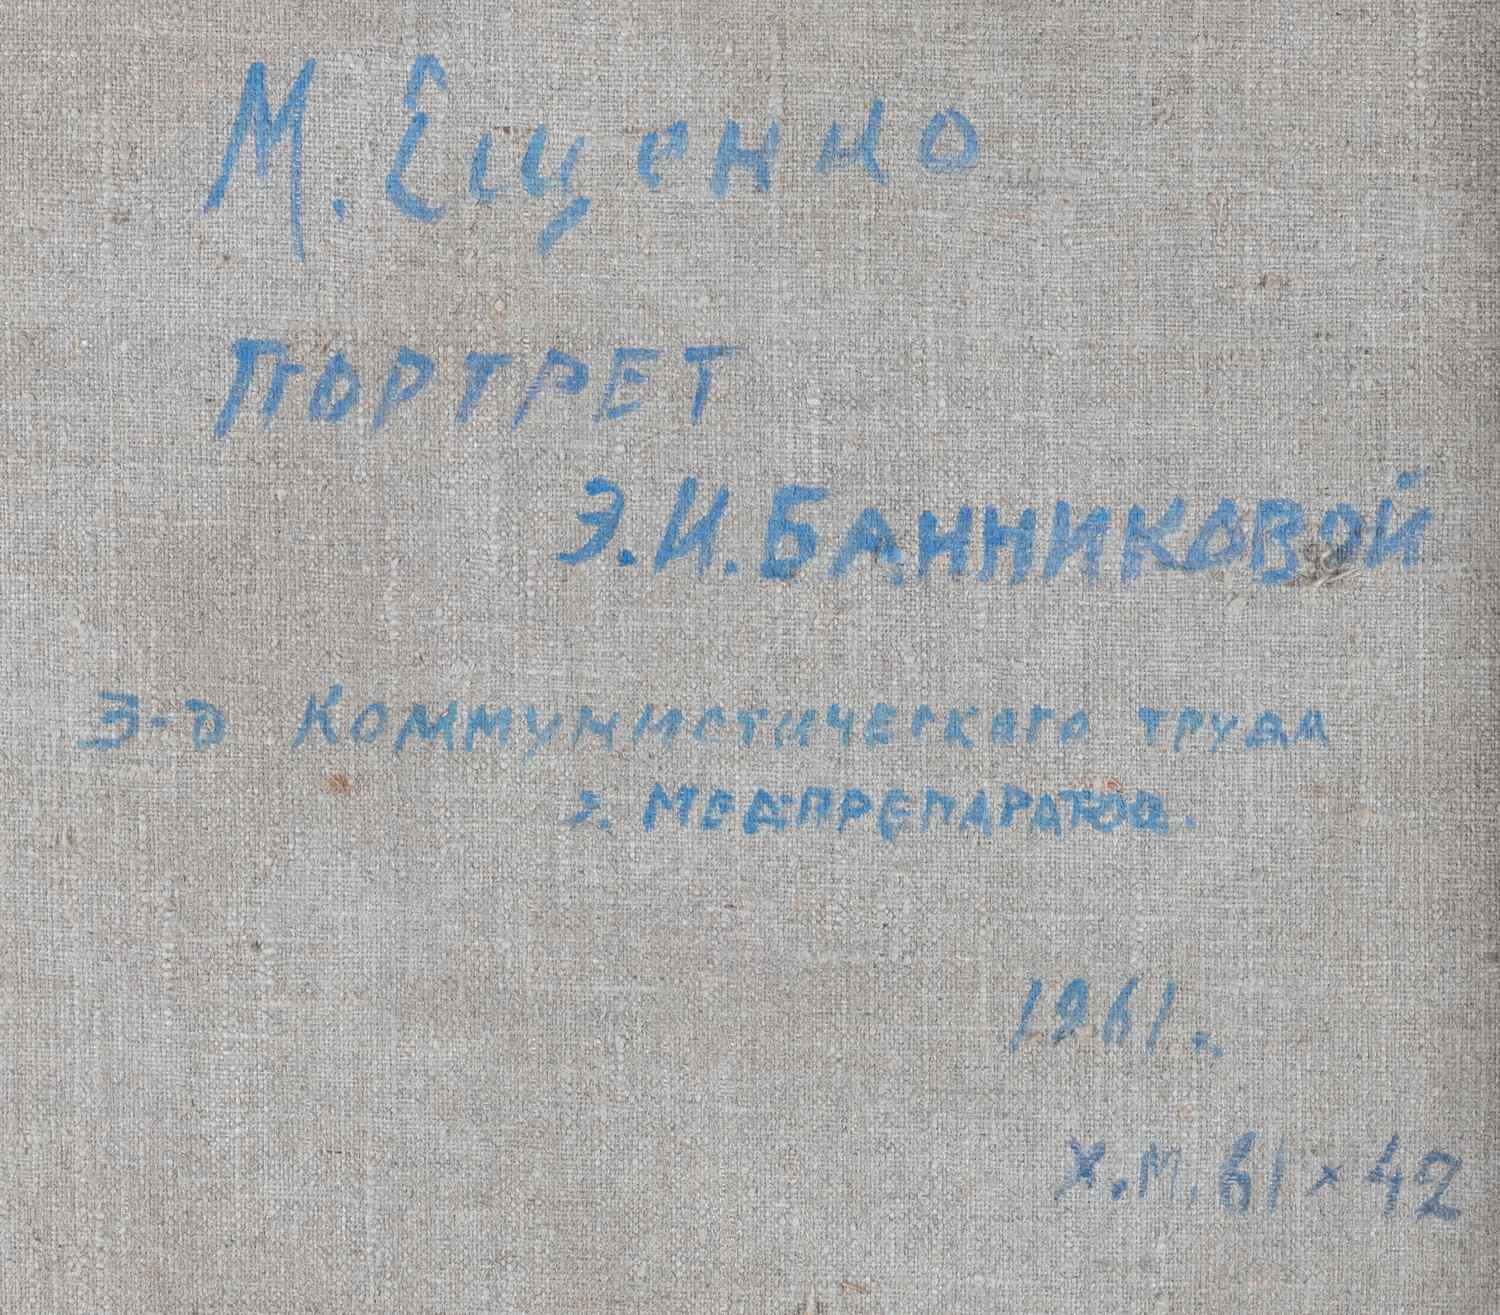 М. Ещенко
ПОРТРЕТ
Э.И. БАННИКОВОЙ
З-д Коммунистического труда
з. МЕДПРЕПАРАТОВ.
1961 г.
Х.М. 61 × 42